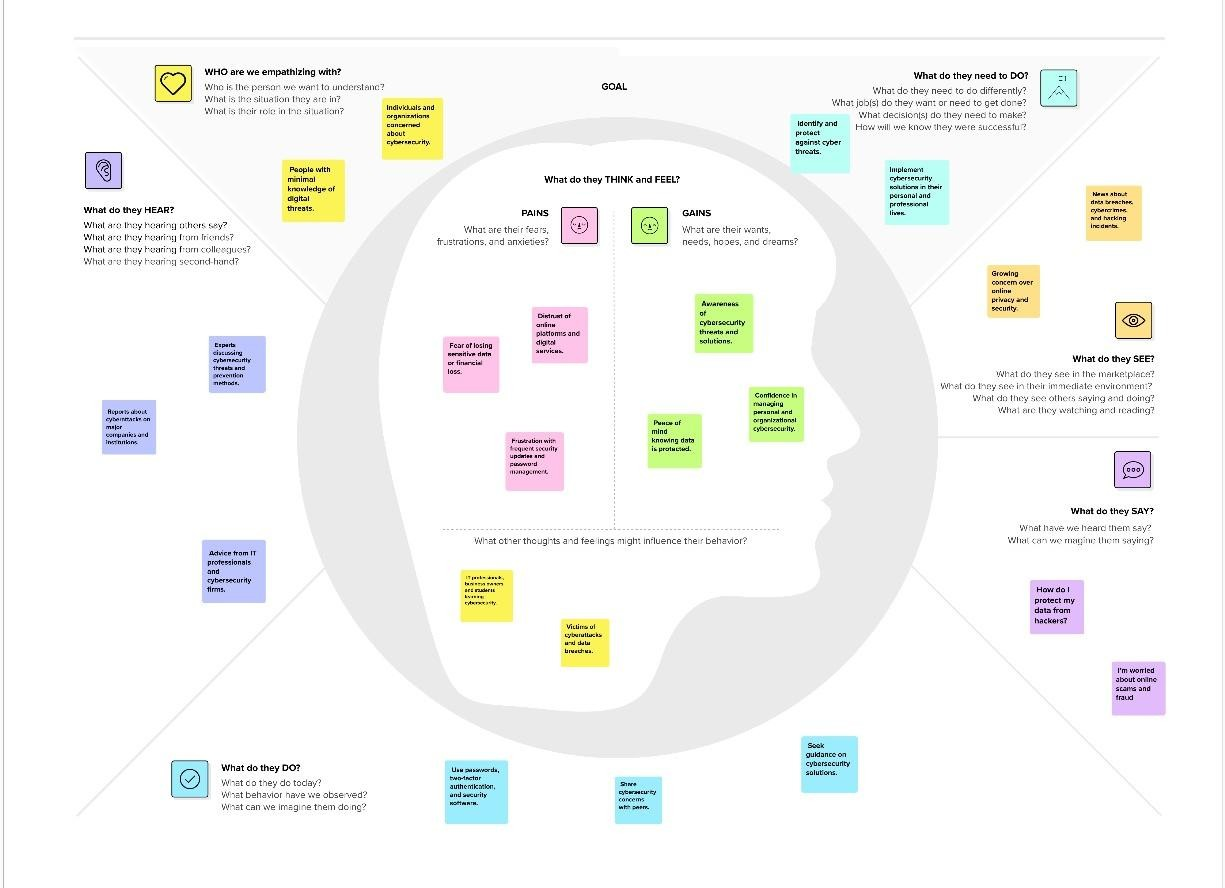 WHO are we empathizing with?
Who is the person we want to understand?
What is the situation they are in?
What is their role in the situation?
Individuals and
organizations
concerned
about
cybersecurity.
People with
minimal
knowledge of
digital
threats.
GOAL
What do they need to DO?
What do they need to do differently?
What job(s) do they want or need to get done?
What decision(s) do they need to make?
How will we know they were successful?
Identify and
protect
against cyber
threats.
Implement
cybersecurity
solutions in their
personal and
professional
lives.
What do they HEAR?
What are they hearing others say?
What are they hearing from friends?
What are they hearing from colleagues?
What are they hearing second-hand?
Experts
discussing
cybersecurity
threats and
prevention
methods.
Reports about
cyberattacks on
major
companies and
institutions.
Advice from IT
professionals
and
cybersecurity
firms.
What do they THINK and FEEL?
PAINS
What are their fears,
frustrations, and anxieties?
Distrust of
online
platforms and
digital
services.
Fear of losing
sensitive data
or financial
loss.
Frustration with
frequent security
updates and
password
management.
GAINS
What are their wants,
needs, hopes, and dreams?
Awareness
of
cybersecurity
threats and
solutions.
Confidence in
managing
personal and
organizational
cybersecurity.
Peace of
mind
knowing data
is protected.
What other thoughts and feelings might influence their behavior?
IT professionals,
business owners
and students
learning
cybersecurity.
Victims of
cyberattacks
and data
breaches.
News about
data breaches,
cybercrimes,
and hacking
incidents.
Growing
concern over
online
privacy and
security.
What do they SEE?
What do they see in the marketplace?
What do they see in their immediate environment?
What do they see others saying and doing?
What are they watching and reading?
What do they SAY?
What have we heard them say?
What can we magine them saying?
How do I
protect my
data from
hackers?
I'm worried
about online
scams and
fraud
What do they DO?
What do they do today?
What behavior have we observed?
What can we imagine them doing?
Use passwords,
two-factor
authentication,
and security
software.
Share
cybersecurity
concerns
with peers.
Seek
guidance on
cybersecurity
solutions.